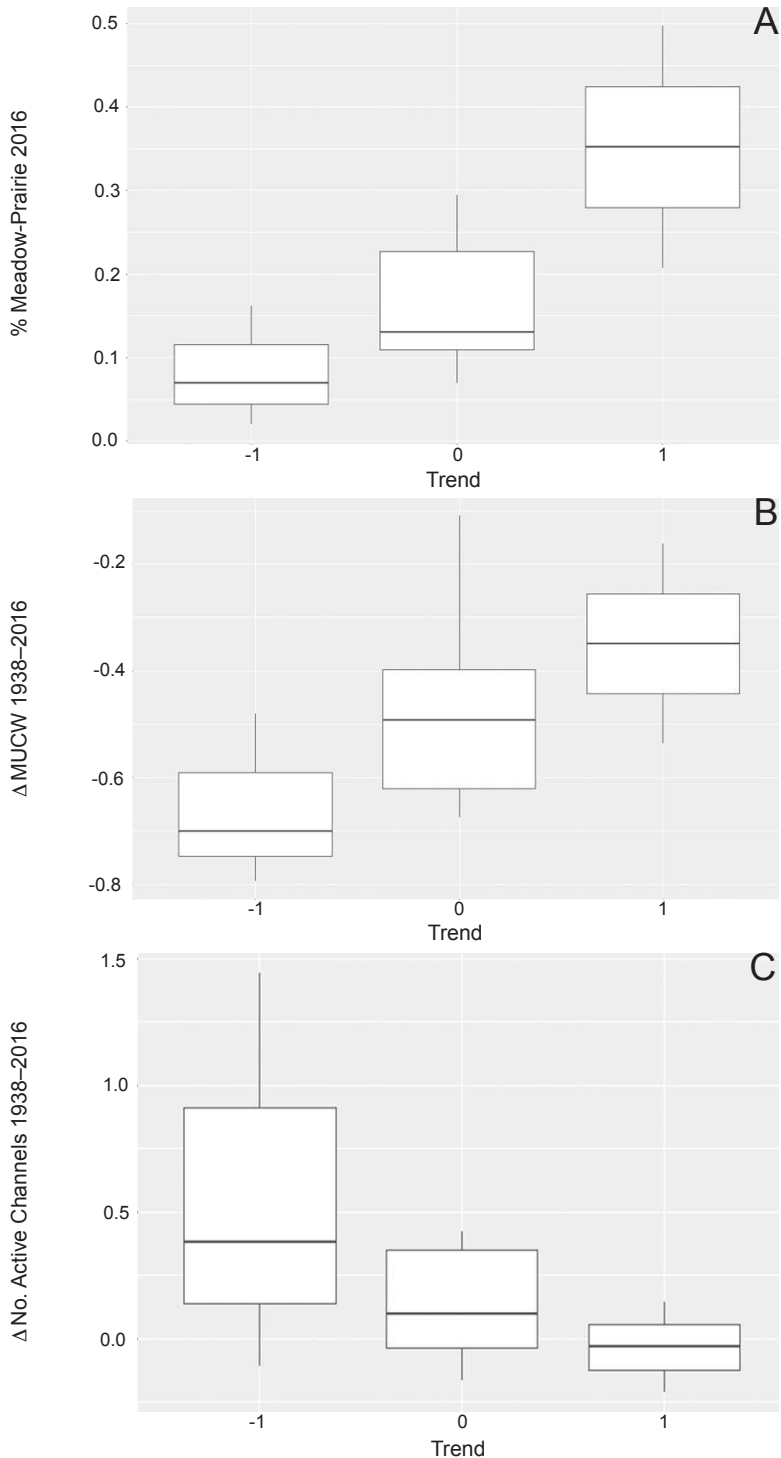 A
% Meadow-Prairie 2016
0.5
0.4
0.3
0.2
0.1
0.0
-1 0 1
Trend
B
Δ MUCW 1938–2016
-0.2
-0.4
-0.6
-0.8
-1 0 1
Trend
C
Δ No. Active Channels 1938–2016
1.5
1.0
0.5
0.0
-1 0 1
Trend